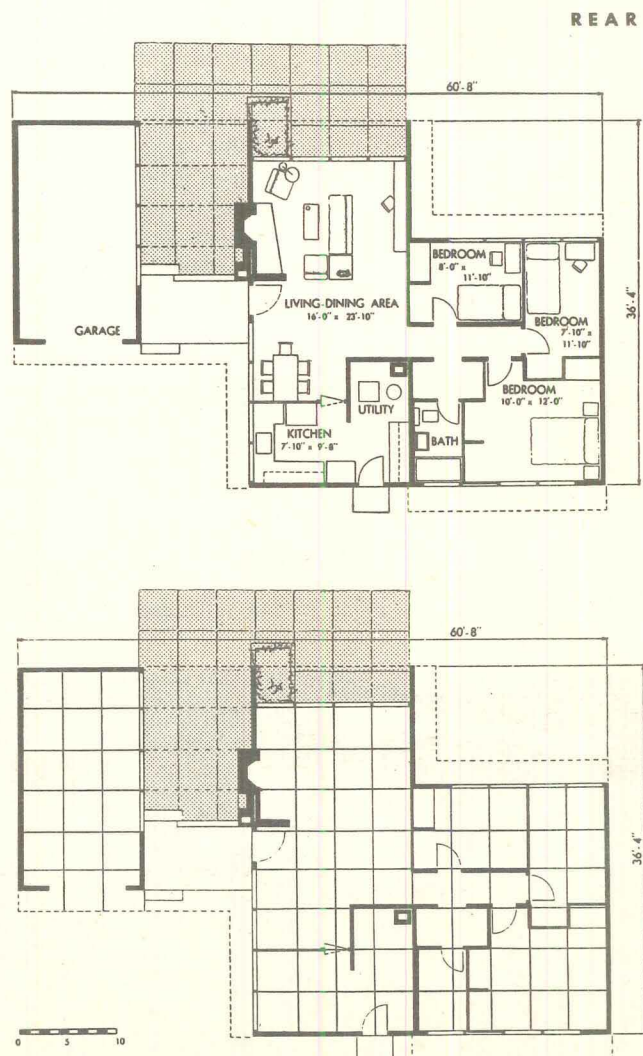 REAR
60'-8"
36'-4"
GARAGE
LIVING-DINING AREA
16'-0" x 23'-10"
BEDROOM
8'-0" x
11'-10"
BEDROOM
7'-10" x
11'-10"
BEDROOM
10'-0" x 12'-0"
UTILITY
KITCHEN
7'-10" x 9'-8"
BATH
60'-8"
36'-4"
0 5 10